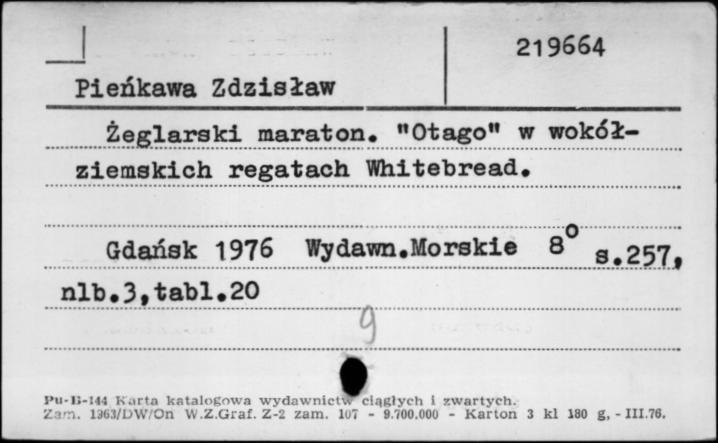 219664
Pieńkawa Zdzisław
Żeglarski maraton. "Otago" w wokół-
ziemskich regatach Whitebread.
Gdańsk 1976 Wydawn.Morskie 8° s.257,
nlb.3,tabl.20
9
Pu-B-144 Karta katalogowa wydawnictw ciągłych i zwartych.
Zam. 1363/DW/On W.Z.Graf. Z-2 zam. 107 - 9.700.000 - Karton 3 kl 180 g, - III.76.